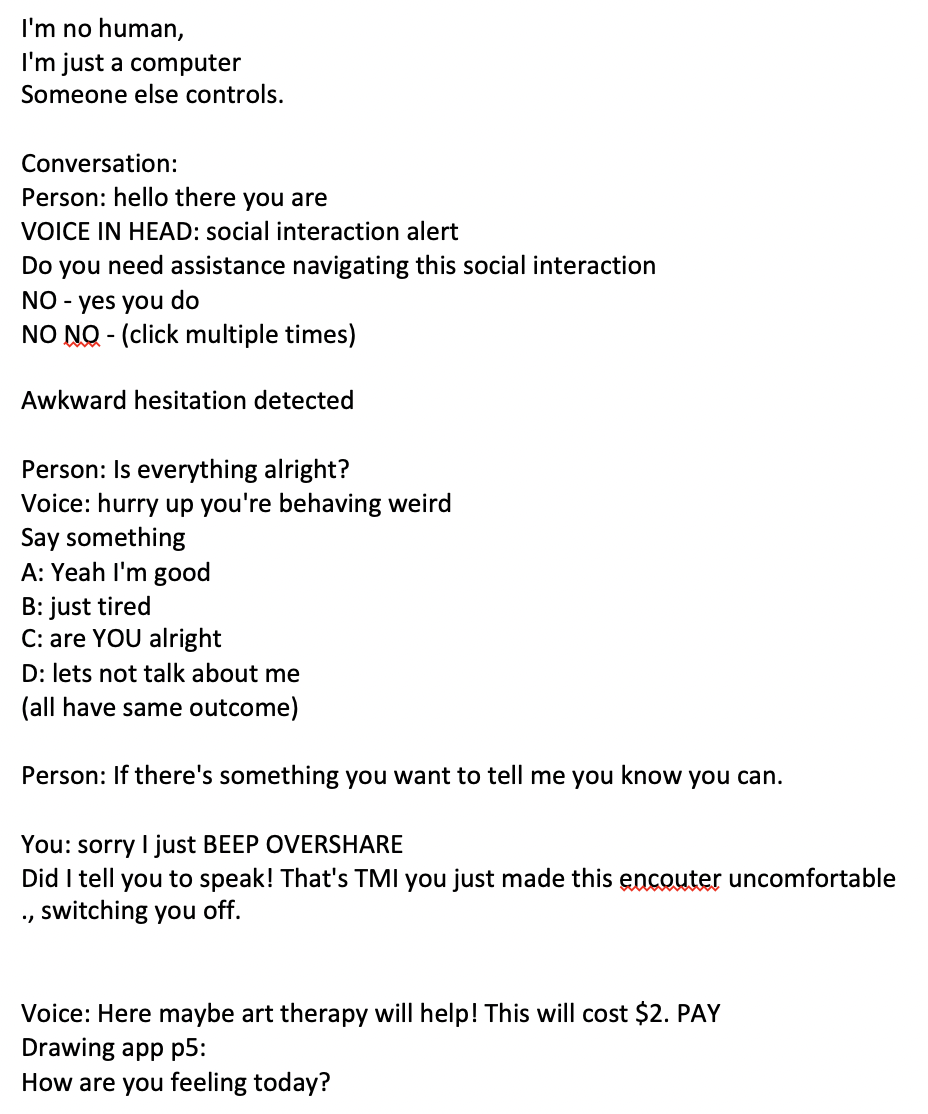 I'm no human,
I'm just a computer
Someone else controls.
Conversation:
Person: hello there you are
VOICE IN HEAD: social interaction alert
Do you need assistance navigating this social interaction
NO - yes you do
NO NO - (click multiple times)
Awkward hesitation detected
Person: Is everything alright?
Voice: hurry up you're behaving weird
Say something
A: Yeah I'm good
B: just tired
C: are YOU alright
D: lets not talk about me
(all have same outcome)
Person: If there's something you want to tell me you know you can.
You: sorry I just BEEP OVERSHARE
Did I tell you to speak! That's TMI you just made this encouter uncomfortable
., switching you off.
Voice: Here maybe art therapy will help! This will cost $2. PAY
Drawing app p5:
How are you feeling today?